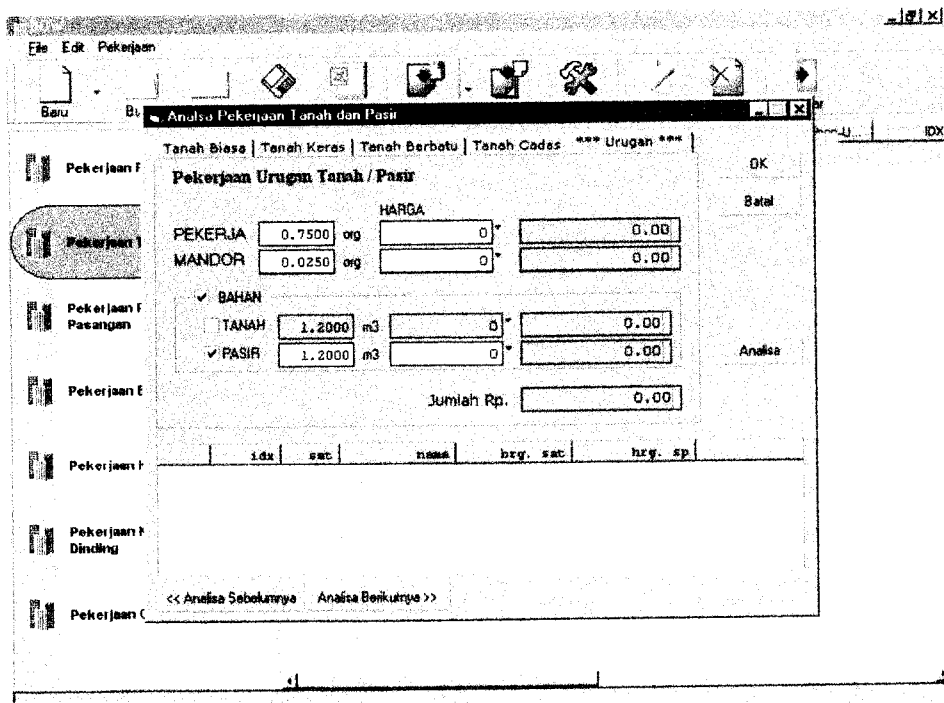 File Edit Pekerjaan
Baru
Bu
ar
Analsa Pekerjaan Tanah dan Pasir
U IDX
Tanah Biasa Tanah Keras Tanah Berbatu Tanah Cadas *** Urugan ***
OK
Pekerjaan Urugan Tanah / Pasir
Batal
HARGA
PEKERJA 0.7500 org 0 0.00
MANDOR 0.0250 org 0 0.00
BAHAN
TANAH 1.2000 m3 0 0.00
PASIR 1.2000 m3 0 0.00
Analisa
Jumlah Rp. 0.00
idx sat nama hrg. sat hrg. sp
<< Analisa Sebelumnya Analisa Berikutnya >>
Pekerjaan P
Pekerjaan T
Pekerjaan P
Pasangan
Pekerjaan B
Pekerjaan K
Pekerjaan
Dinding
Pekerjaan